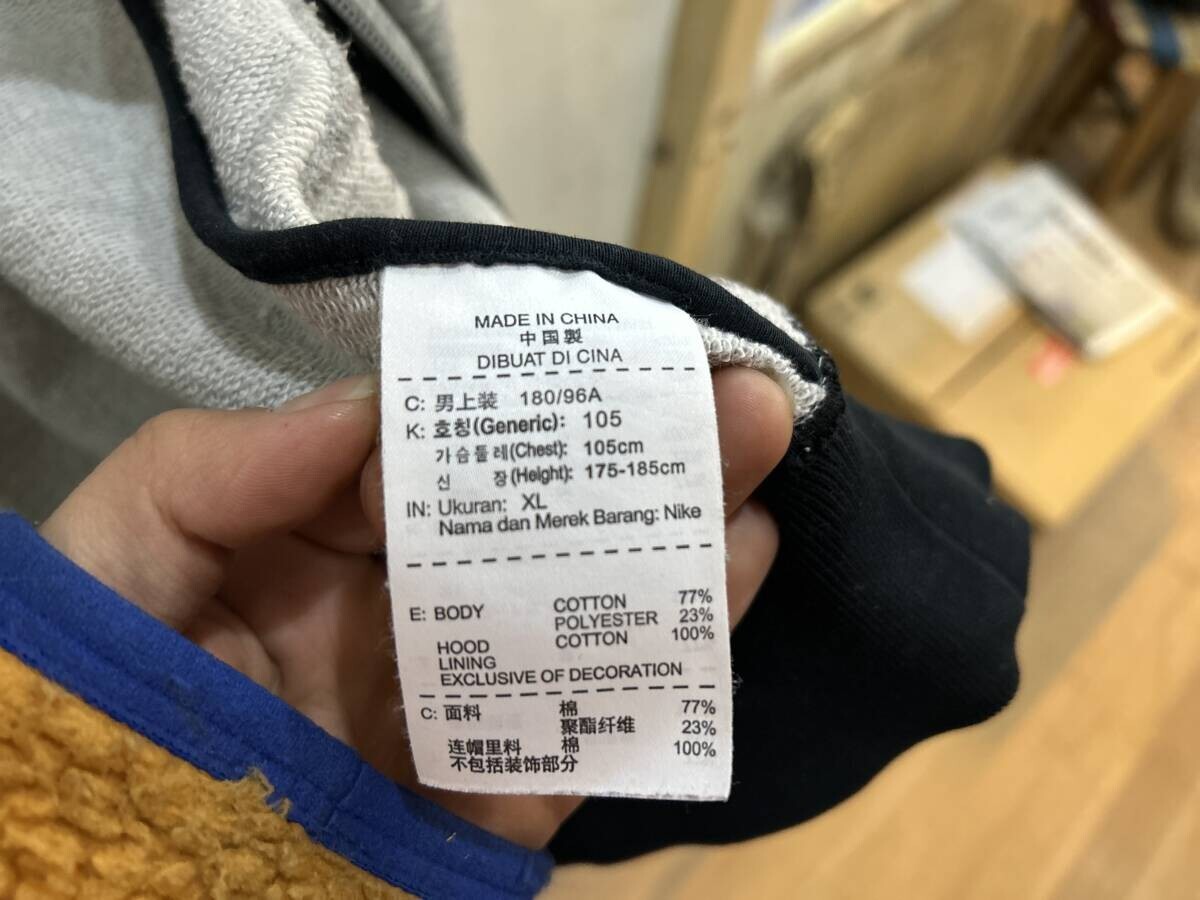 MADE IN CHINA
中国製
DIBUAT DI CINA
C: 男上装 180/96A
K: 호칭(Generic): 105
가슴둘레(Chest): 105cm
신 장(Height): 175-185cm
IN: Ukuran: XL
Nama dan Merek Barang: Nike
E: BODY COTTON 77%
POLYESTER 23%
HOOD COTTON 100%
LINING
EXCLUSIVE OF DECORATION
C: 面料 棉 77%
聚酯纤维 23%
连帽里料 棉 100%
不包括装饰部分